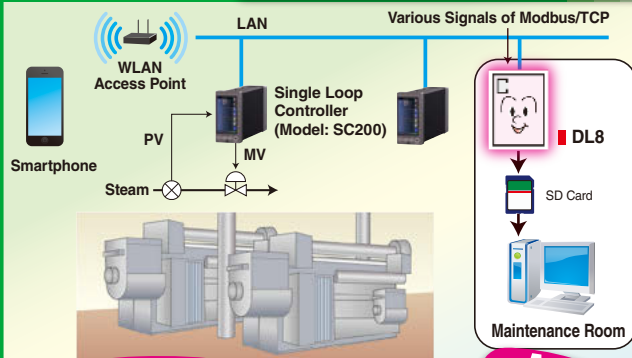 LAN
Various Signals of Modbus/TCP
WLAN
Access Point
Single Loop
Controller
(Model: SC200)
PV
MV
Smartphone
Steam
C
DL8
SD Card
Maintenance Room